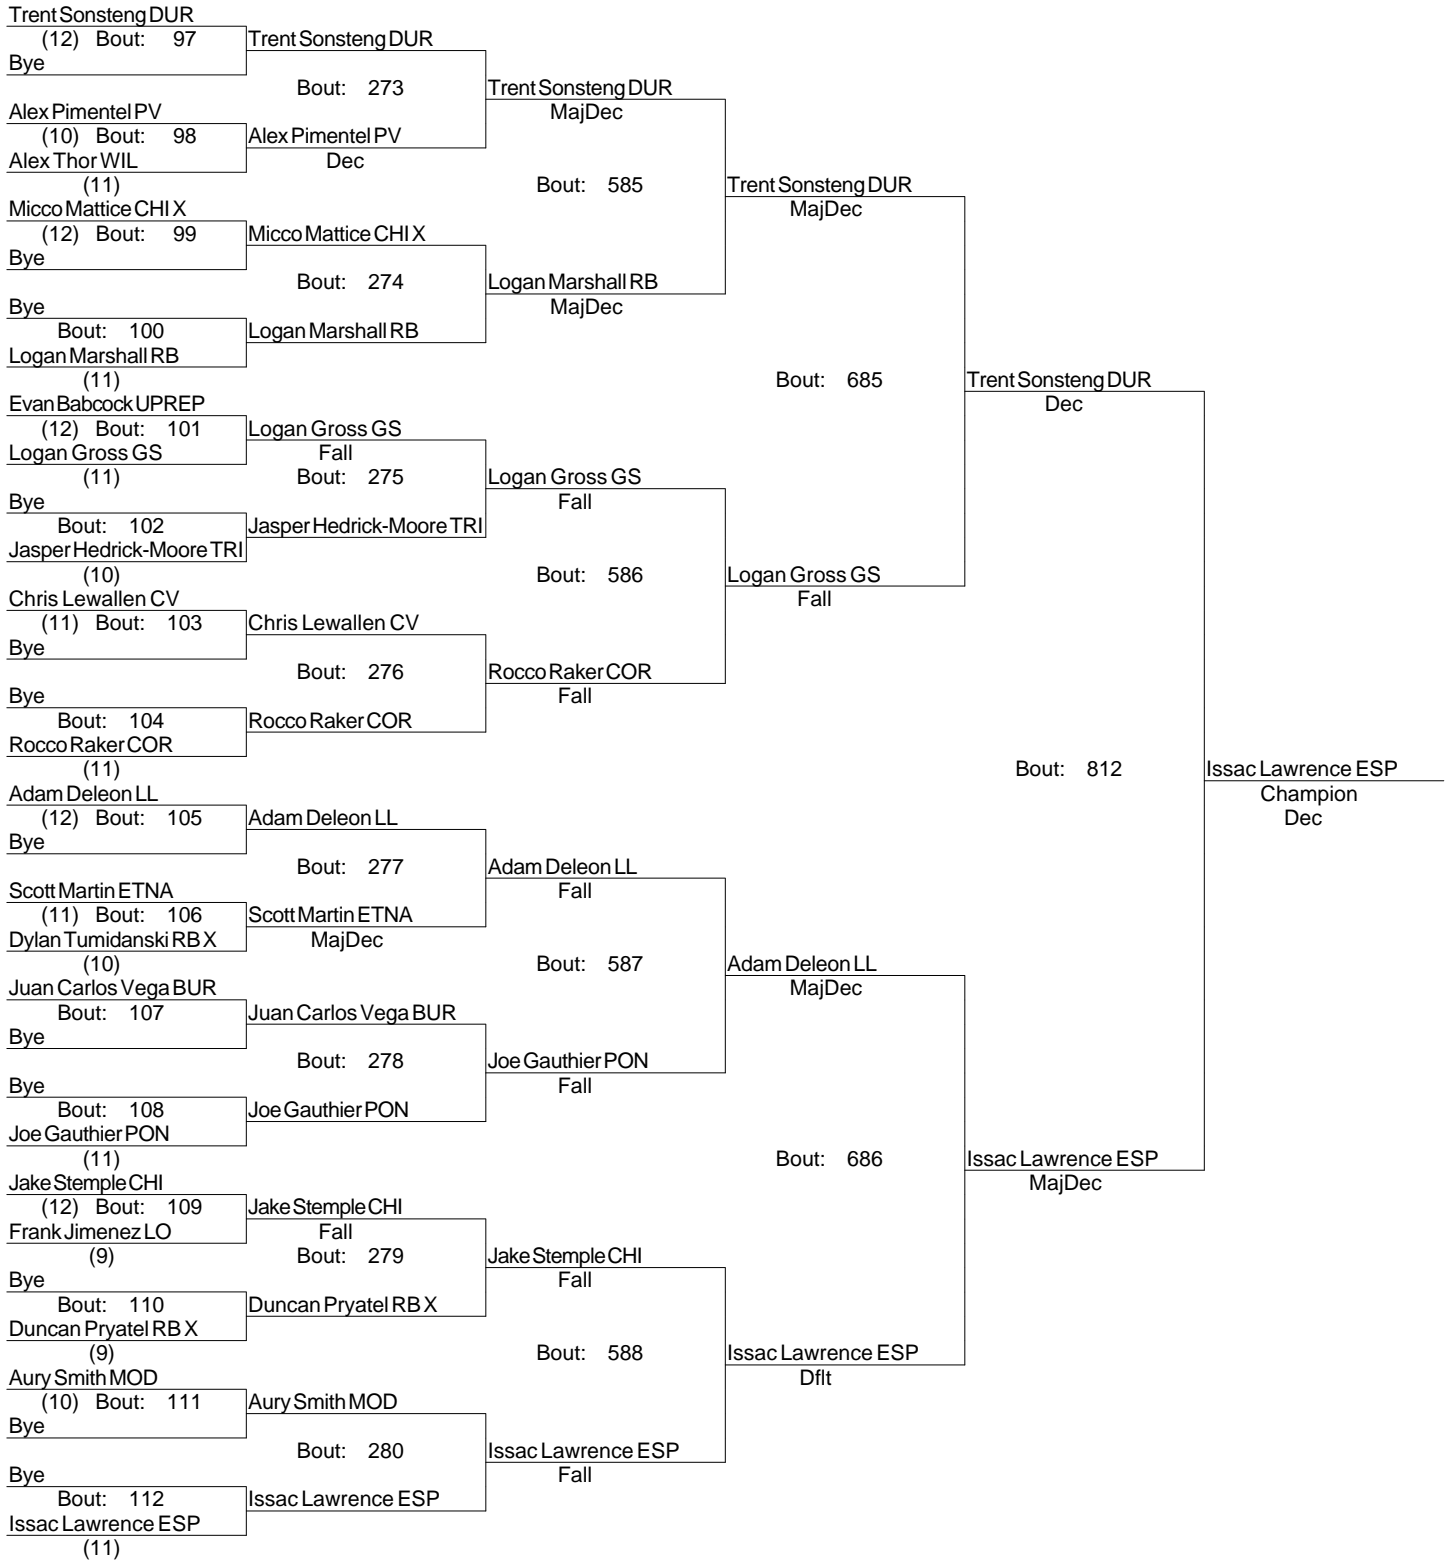 Trent Sonsteng DUR
(12) Bout: 97 Trent Sonsteng DUR
Bye
Bout: 273 Trent Sonsteng DUR
Alex Pimentel PV MajDec
(10) Bout: 98 Alex Pimentel PV
Alex Thor WIL Dec
(11) Bout: 585 Trent Sonsteng DUR
Micco Mattice CHI X MajDec
(12) Bout: 99 Micco Mattice CHI X
Bye
Bout: 274 Logan Marshall RB
Bye MajDec
Bout: 100 Logan Marshall RB
Logan Marshall RB
(11) Bout: 685 Trent Sonsteng DUR
Evan Babcock UPREP Dec
(12) Bout: 101 Logan Gross GS
Logan Gross GS Fall
(11) Bout: 275 Logan Gross GS
Bye Fall
Bout: 102 Jasper Hedrick-Moore TRI
Jasper Hedrick-Moore TRI
(10) Bout: 586 Logan Gross GS
Chris Lewallen CV Fall
(11) Bout: 103 Chris Lewallen CV
Bye
Bout: 276 Rocco Raker COR
Bye Fall
Bout: 104 Rocco Raker COR
Rocco Raker COR
(11) Bout: 812 Issac Lawrence ESP
Adam Deleon LL Champion
(12) Bout: 105 Adam Deleon LL Dec
Bye
Bout: 277 Adam Deleon LL
Scott Martin ETNA Fall
(11) Bout: 106 Scott Martin ETNA
Dylan Tumidanski RB X MajDec
(10) Bout: 587 Adam Deleon LL
Juan Carlos Vega BUR MajDec
Bout: 107 Juan Carlos Vega BUR
Bye
Bout: 278 Joe Gauthier PON
Bye Fall
Bout: 108 Joe Gauthier PON
Joe Gauthier PON
(11) Bout: 686 Issac Lawrence ESP
Jake Stemple CHI MajDec
(12) Bout: 109 Jake Stemple CHI
Frank Jimenez LO Fall
(9) Bout: 279 Jake Stemple CHI
Bye Fall
Bout: 110 Duncan Pryatel RB X
Duncan Pryatel RB X
(9) Bout: 588 Issac Lawrence ESP
Aury Smith MOD Dflt
(10) Bout: 111 Aury Smith MOD
Bye
Bout: 280 Issac Lawrence ESP
Bye Fall
Bout: 112 Issac Lawrence ESP
Issac Lawrence ESP
(11)